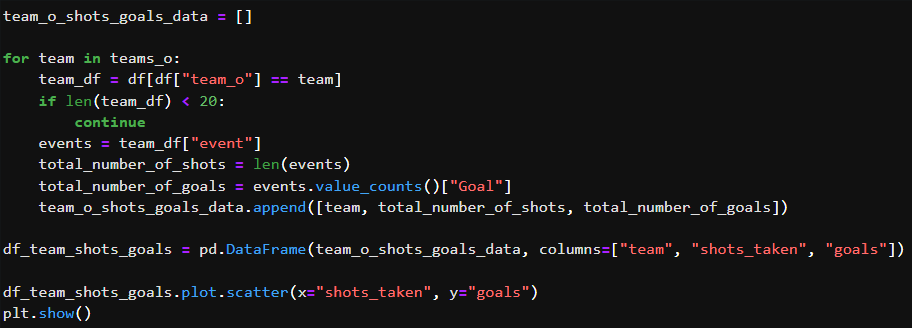 team_o_shots_goals_data = []
for team in teams_o:
    team_df = df[df["team_o"] == team]
    if len(team_df) < 20:
        continue
    events = team_df["event"]
    total_number_of_shots = len(events)
    total_number_of_goals = events.value_counts()["Goal"]
    team_o_shots_goals_data.append([team, total_number_of_shots, total_number_of_goals])
df_team_shots_goals = pd.DataFrame(team_o_shots_goals_data, columns=["team", "shots_taken", "goals"])
df_team_shots_goals.plot.scatter(x="shots_taken", y="goals")
plt.show()